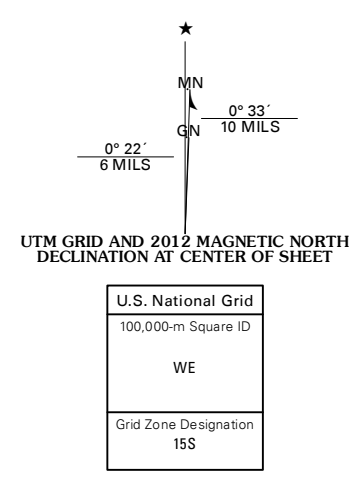 ★
MN
0° 33´
10 MILS
GN
0° 22´
6 MILS
UTM GRID AND 2012 MAGNETIC NORTH
DECLINATION AT CENTER OF SHEET
U.S. National Grid
100,000-m Square ID
WE
Grid Zone Designation
15S